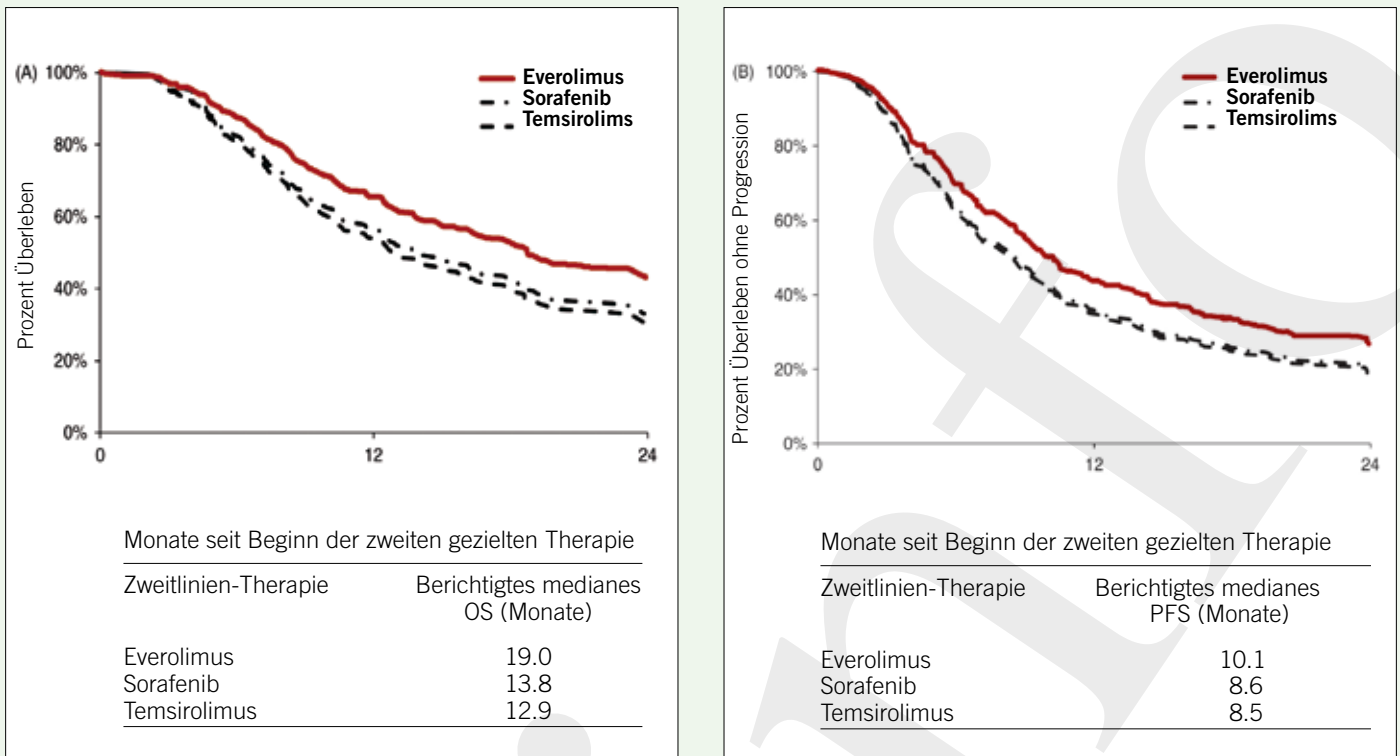 (A) 100%
80%
60%
40%
20%
0%
Prozent Überleben
Everolimus
Sorafenib
Temsirolims
0 12 24
Monate seit Beginn der zweiten gezielten Therapie
Zweitlinien-Therapie Berichtigtes medianes
OS (Monate)
Everolimus 19.0
Sorafenib 13.8
Temsirolimus 12.9
(B) 100%
80%
60%
40%
20%
0%
Prozent Überleben ohne Progression
Everolimus
Sorafenib
Temsirolims
0 12 24
Monate seit Beginn der zweiten gezielten Therapie
Zweitlinien-Therapie Berichtigtes medianes
PFS (Monate)
Everolimus 10.1
Sorafenib 8.6
Temsirolimus 8.5